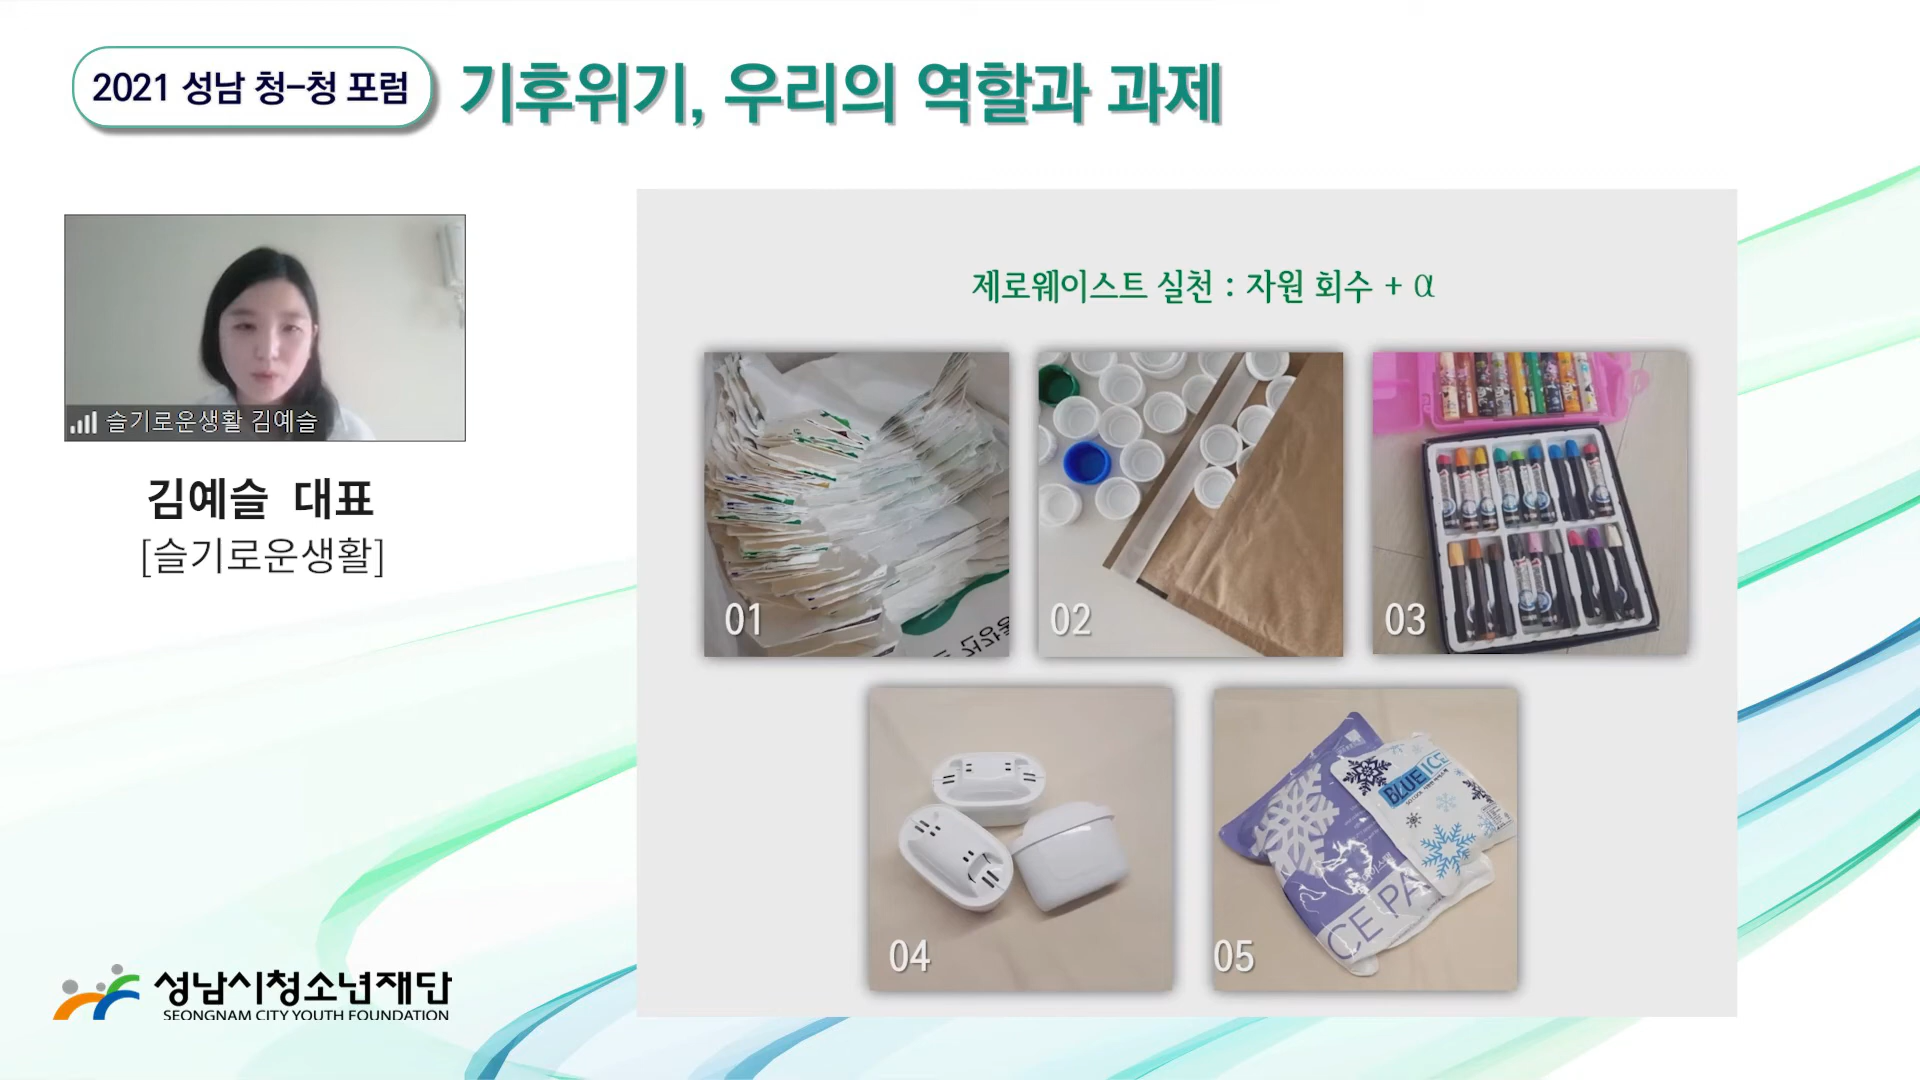 2021 성남 청-청 포럼
기후위기, 우리의 역할과 과제
슬기로운생활 김예슬
김예슬 대표
[슬기로운생활]
성남시청소년재단
SEONGNAM CITY YOUTH FOUNDATION
제로웨이스트 실천 : 자원 회수 + α
01
02
03
04
05
BLUE ICE
ICE PA